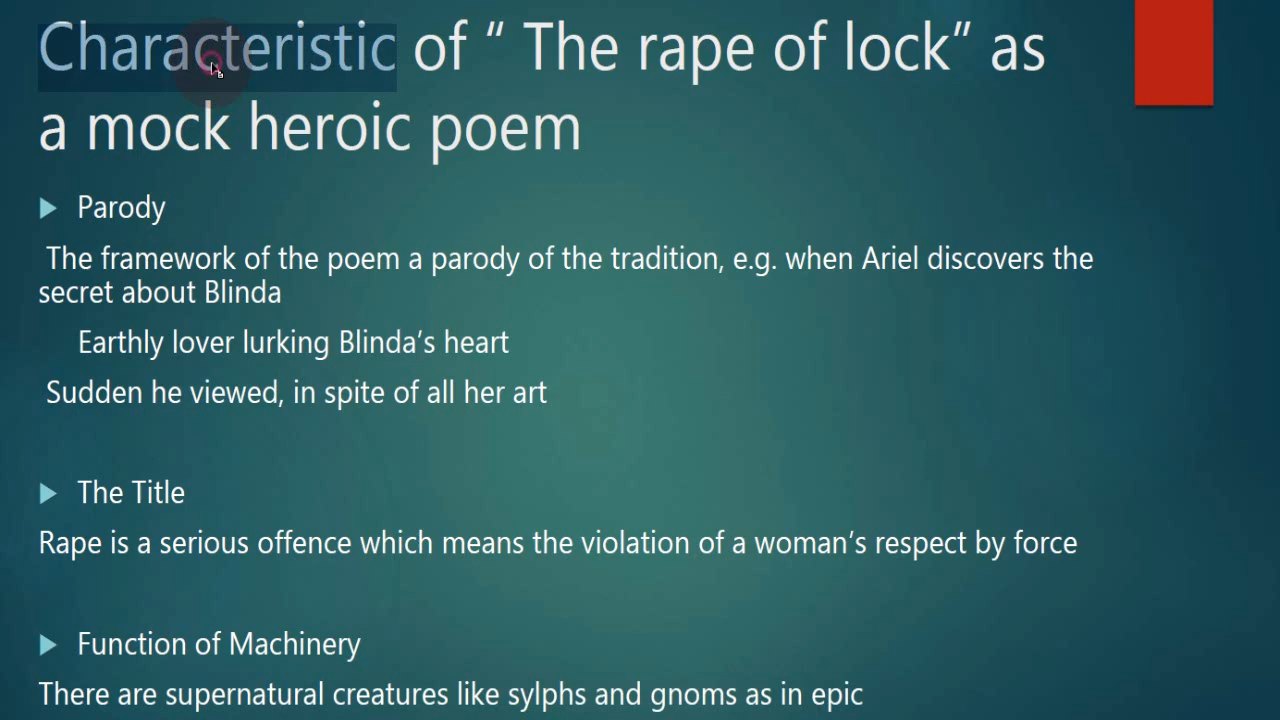 Characteristic of “ The rape of lock” as
a mock heroic poem
Parody
The framework of the poem a parody of the tradition, e.g. when Ariel discovers the
secret about Blinda
Earthly lover lurking Blinda’s heart
Sudden he viewed, in spite of all her art
The Title
Rape is a serious offence which means the violation of a woman’s respect by force
Function of Machinery
There are supernatural creatures like sylphs and gnoms as in epic